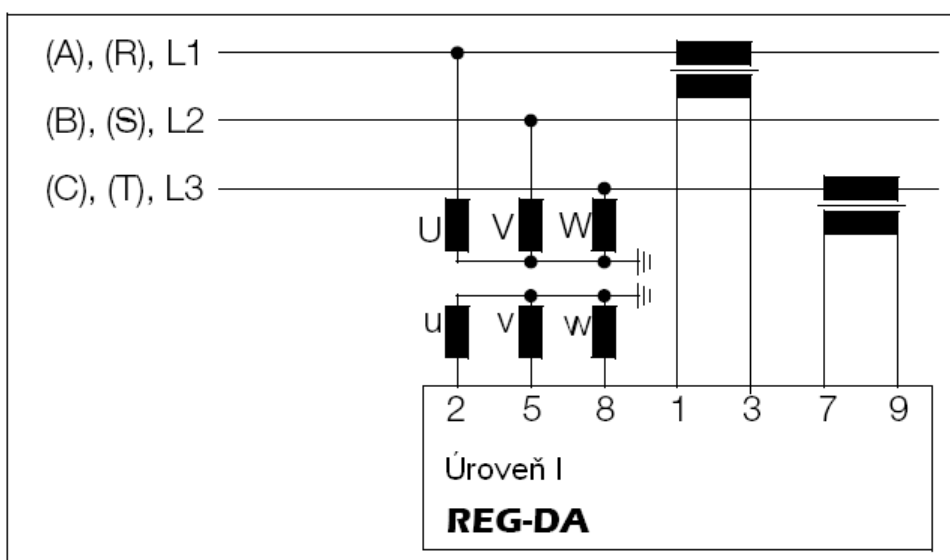 (A), (R), L1
(B), (S), L2
(C), (T), L3
U V W
u v w
2 5 8 1 3 7 9
Úroveň I
REG-DA